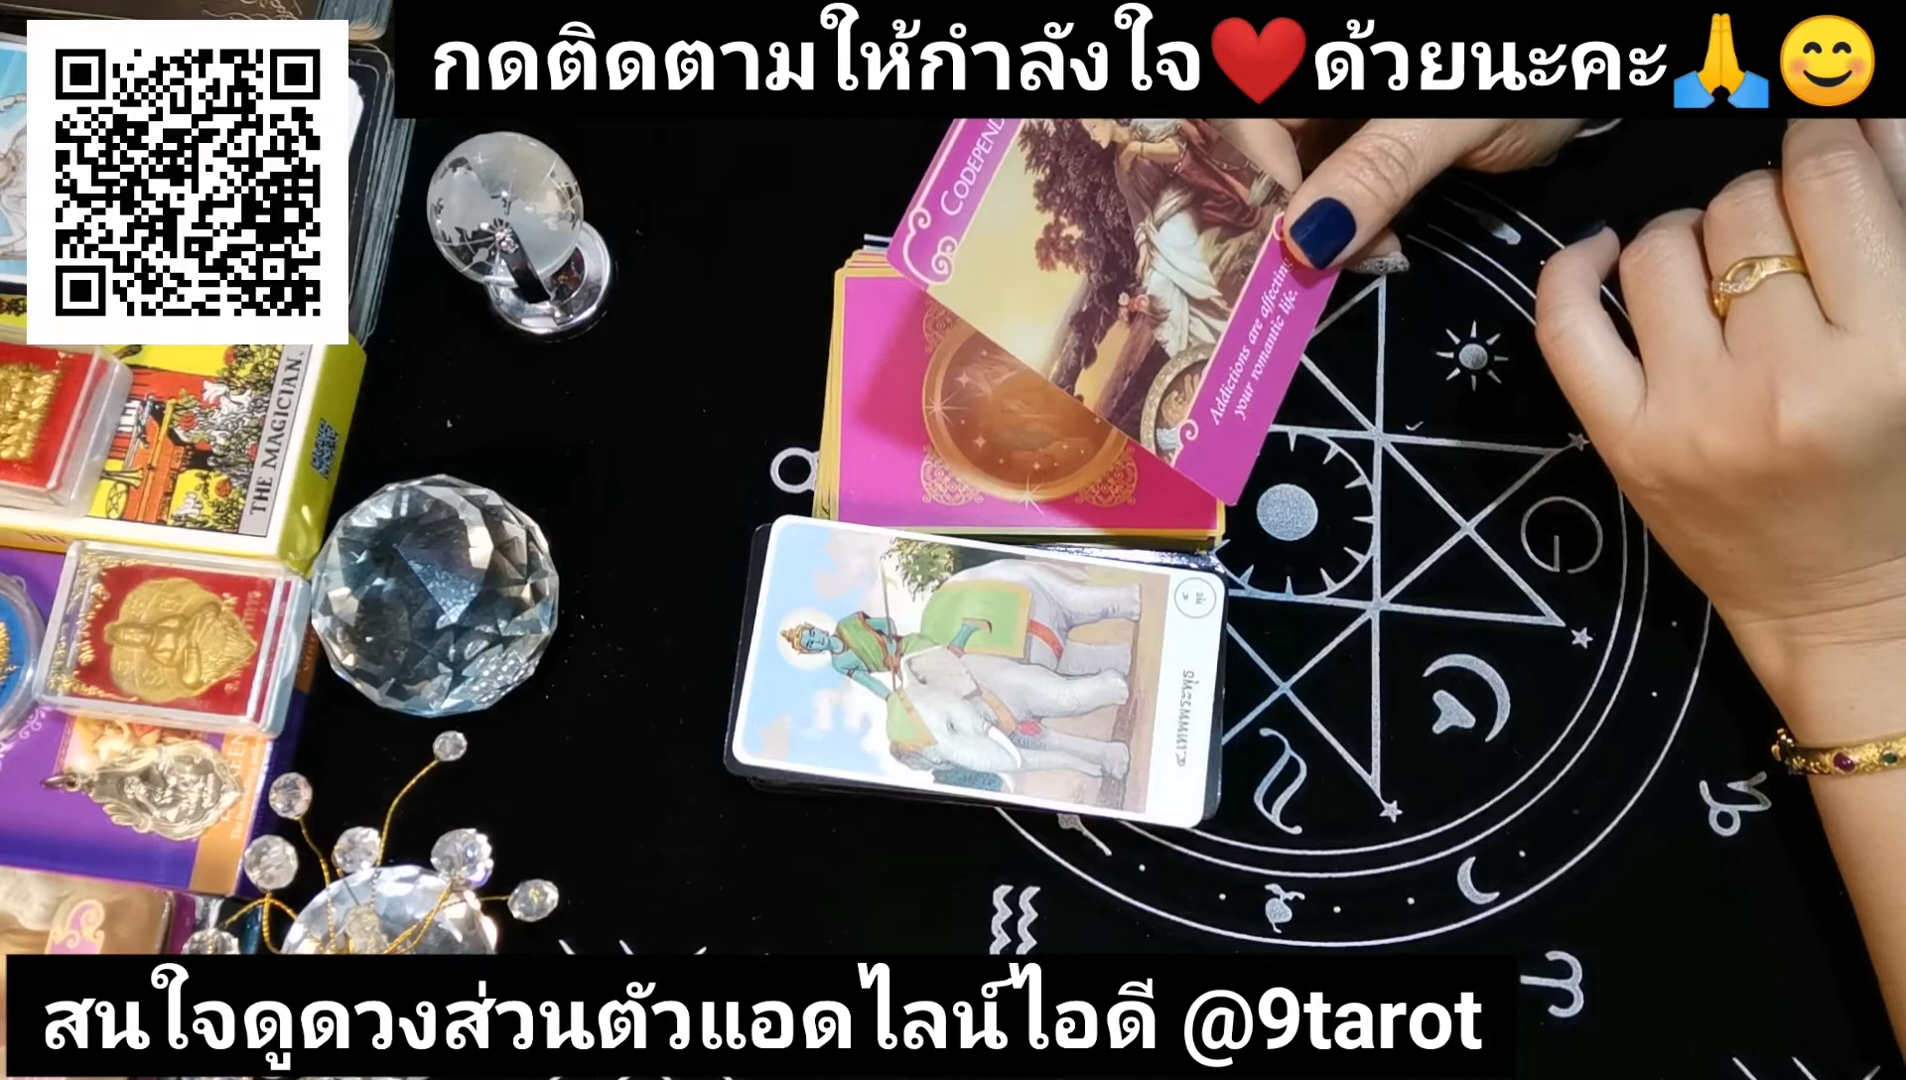 กดติดตามให้กำลังใจ❤️ด้วยนะคะ🙏😊
CODEPEND
Addictions are affecting
your romantic life.
THE MAGICIAN.
สนใจดูดวงส่วนตัวแอดไลน์ไอดี @9tarot